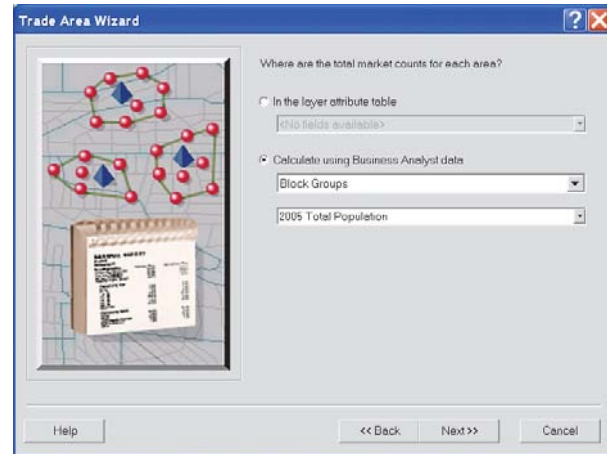 Trade Area Wizard
Where are the total market counts for each area?
In the layer attribute table
<No fields available>
Calculate using Business Analyst data
Block Groups
2005 Total Population
Help
<< Back
Next >>
Cancel